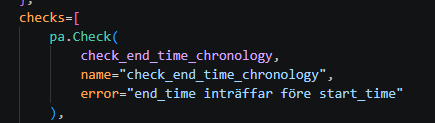 },
checks=[
pa.Check(
check_end_time_chronology,
name="check_end_time_chronology",
error="end_time inträffar före start_time"
),